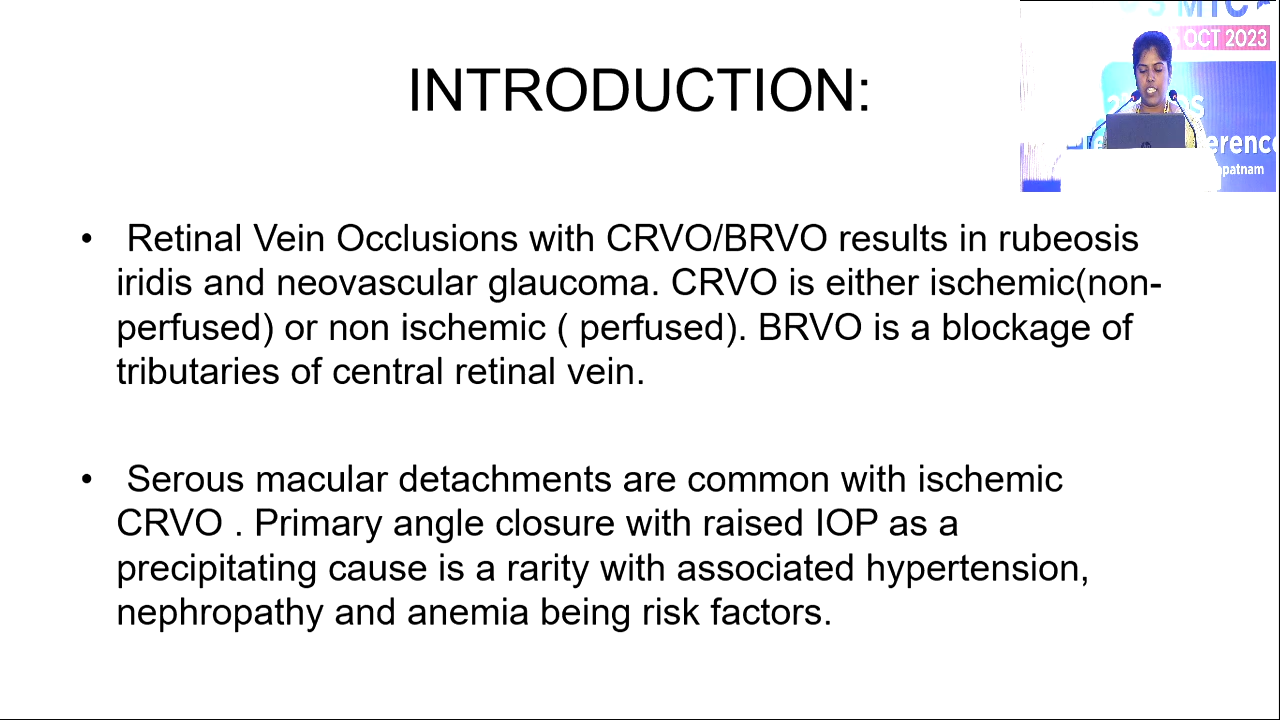 MTC
OCT 2023
INTRODUCTION:
• Retinal Vein Occlusions with CRVO/BRVO results in rubeosis
iridis and neovascular glaucoma. CRVO is either ischemic(non-
perfused) or non ischemic ( perfused). BRVO is a blockage of
tributaries of central retinal vein.
• Serous macular detachments are common with ischemic
CRVO . Primary angle closure with raised IOP as a
precipitating cause is a rarity with associated hypertension,
nephropathy and anemia being risk factors.